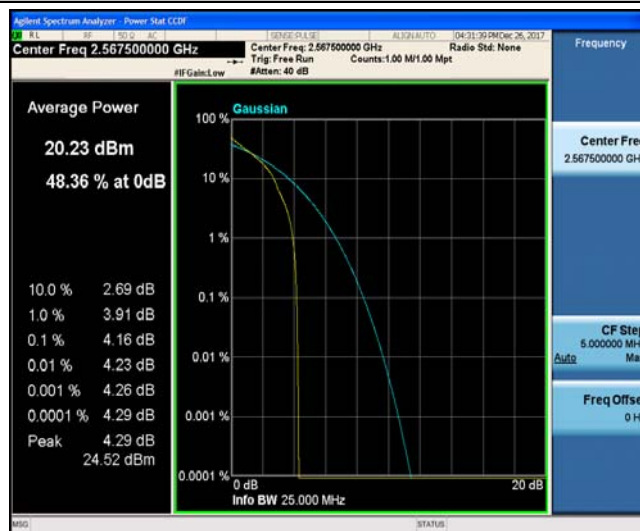 Agilent Spectrum Analyzer - Power Stat CCDF
RL RF 50 Ω AC SENSE:PULSE ALIGN AUTO 04:31:39 PM Dec 26, 2017
Center Freq 2.567500000 GHz
Center Freq: 2.567500000 GHz Radio Std: None
Trig: Free Run Counts:1.00 M/1.00 Mpt
#IFGain:Low #Atten: 40 dB
Frequency
Average Power
20.23 dBm
48.36 % at 0dB
10.0 % 2.69 dB
1.0 % 3.91 dB
0.1 % 4.16 dB
0.01 % 4.23 dB
0.001 % 4.26 dB
0.0001 % 4.29 dB
Peak 4.29 dB
24.52 dBm
Gaussian
100 %
10 %
1 %
0.1 %
0.01 %
0.001 %
0.0001 %
0 dB 20 dB
Info BW 25.000 MHz
Center Fre
2.567500000 GH
CF Step
5.000000 MH
Auto Ma
Freq Offse
0 H
MSG STATUS